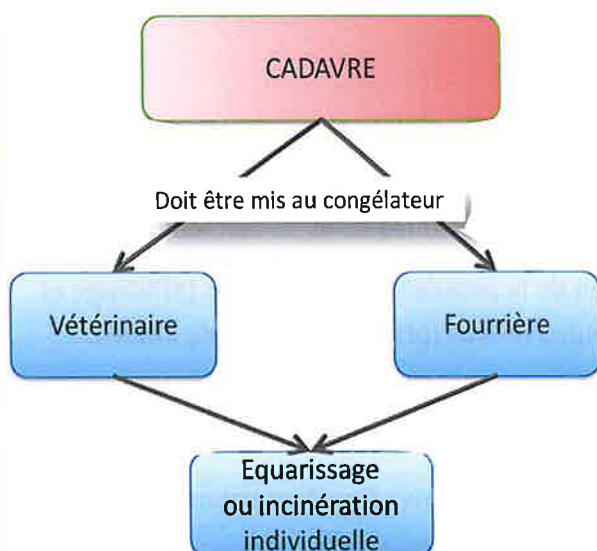 CADAVRE
Doit être mis au congélateur
Vétérinaire
Fourrière
Equarissage
ou incinération
individuelle